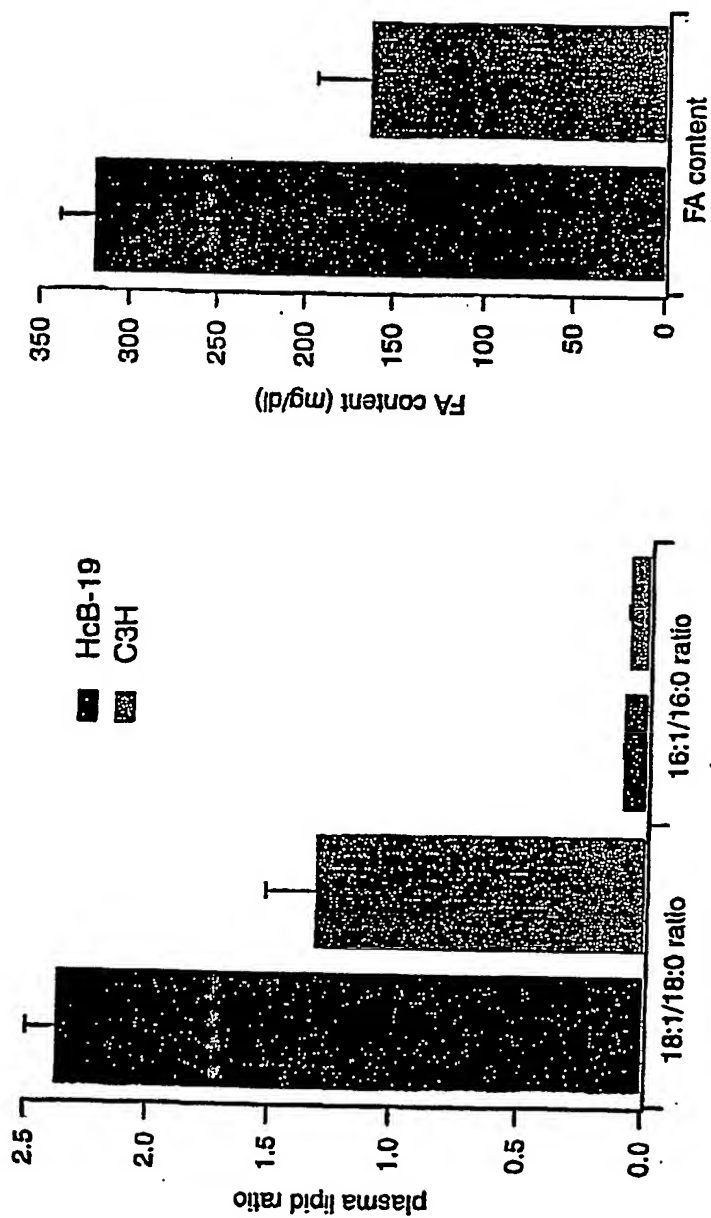 plasma lipid ratio
2.5
2.0
1.5
1.0
0.5
0.0
18:1/18:0 ratio
16:1/16:0 ratio
HcB-19
C3H
FA content (mg/dl)
350
300
250
200
150
100
50
0
FA content